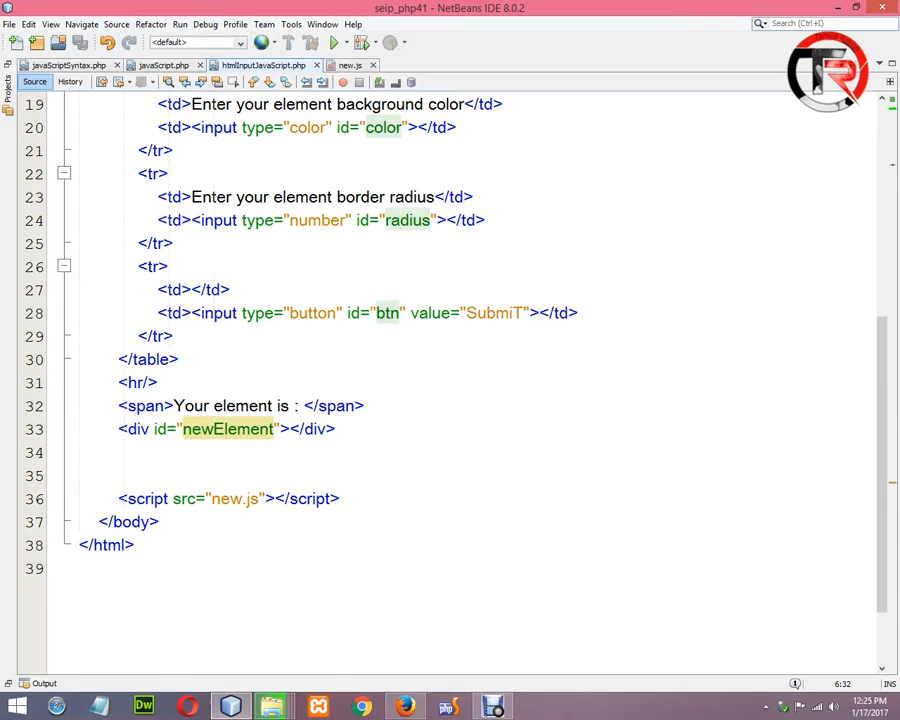 seip_php41 - NetBeans IDE 8.0.2
File Edit View Navigate Source Refactor Run Debug Profile Team Tools Window Help
Search (Ctrl+I)
<default>
javaScriptSyntax.php javaScript.php htmlInputJavaScript.php new.js
Source History
Projects
TR
19 <td>Enter your element background color</td>
20 <td><input type="color" id="color"></td>
21 </tr>
22 <tr>
23 <td>Enter your element border radius</td>
24 <td><input type="number" id="radius"></td>
25 </tr>
26 <tr>
27 <td></td>
28 <td><input type="button" id="btn" value="SubmiT"></td>
29 </tr>
30 </table>
31 <hr/>
32 <span>Your element is : </span>
33 <div id="newElement"></div>
34
35
36 <script src="new.js"></script>
37 </body>
38 </html>
39
Output
6:32 INS
Dw
php
12:25 PM
1/17/2017